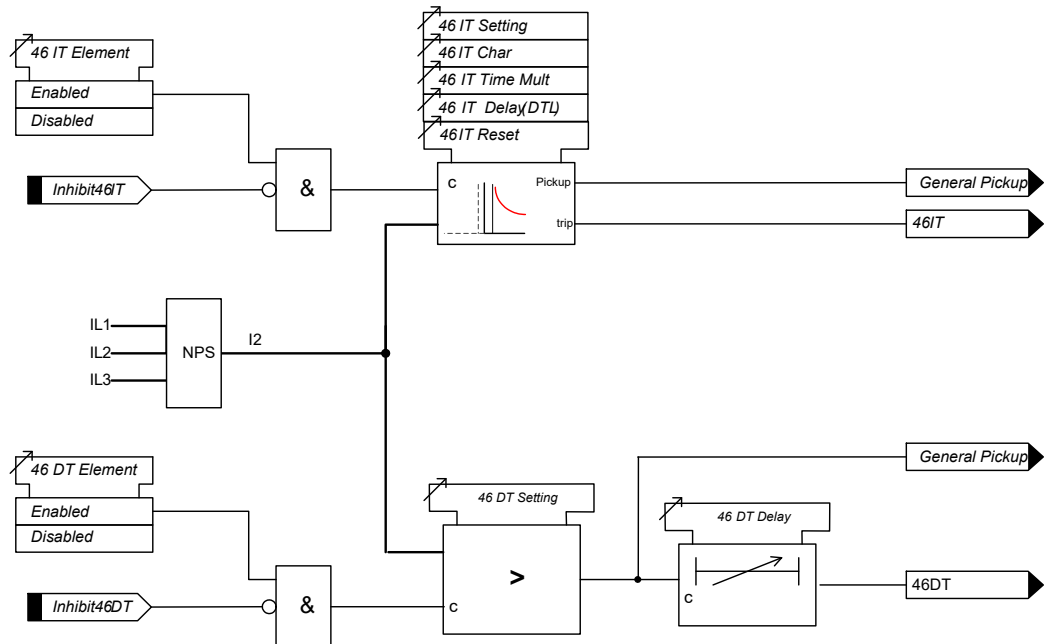 46 IT Setting
46 IT Char
46 IT Time Mult
46 IT Delay(DTL)
46IT Reset
46 IT Element
Enabled
Disabled
Inhibit46IT
&
c
Pickup
trip
General Pickup
46IT
IL1
IL2
IL3
NPS
I2
46 DT Element
Enabled
Disabled
Inhibit46DT
&
46 DT Setting
>
c
46 DT Delay
c
General Pickup
46DT